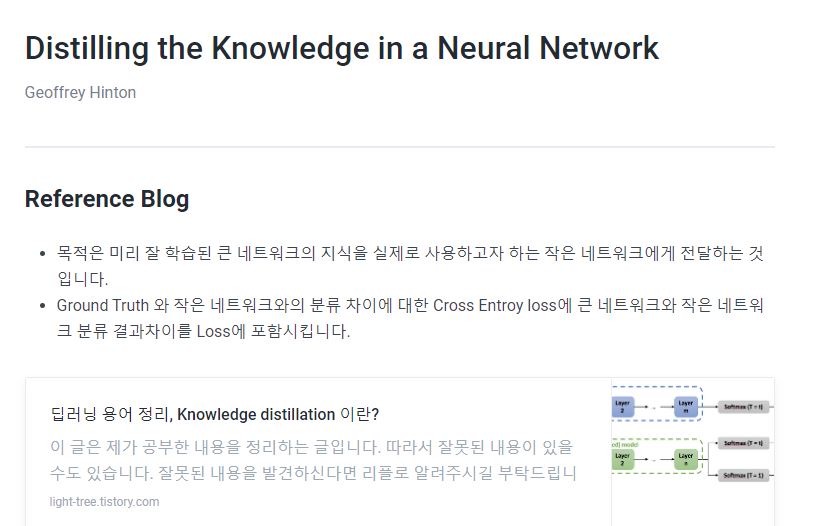 Distilling the Knowledge in a Neural Network
Geoffrey Hinton
Reference Blog
목적은 미리 잘 학습된 큰 네트워크의 지식을 실제로 사용하고자 하는 작은 네트워크에게 전달하는 것
입니다.
Ground Truth 와 작은 네트워크와의 분류 차이에 대한 Cross Entroy loss에 큰 네트워크와 작은 네트워
크 분류 결과차이를 Loss에 포함시킵니다.
딥러닝 용어 정리, Knowledge distillation 이란?
이 글은 제가 공부한 내용을 정리하는 글입니다. 따라서 잘못된 내용이 있을
수도 있습니다. 잘못된 내용을 발견하신다면 리플로 알려주시길 부탁드립니
light-tree.tistory.com
Layer
2
Layer
m
Softmax (T = t)
ed) model
Layer
2
Layer
n
Softmax (T = t)
Softmax (T = 1)